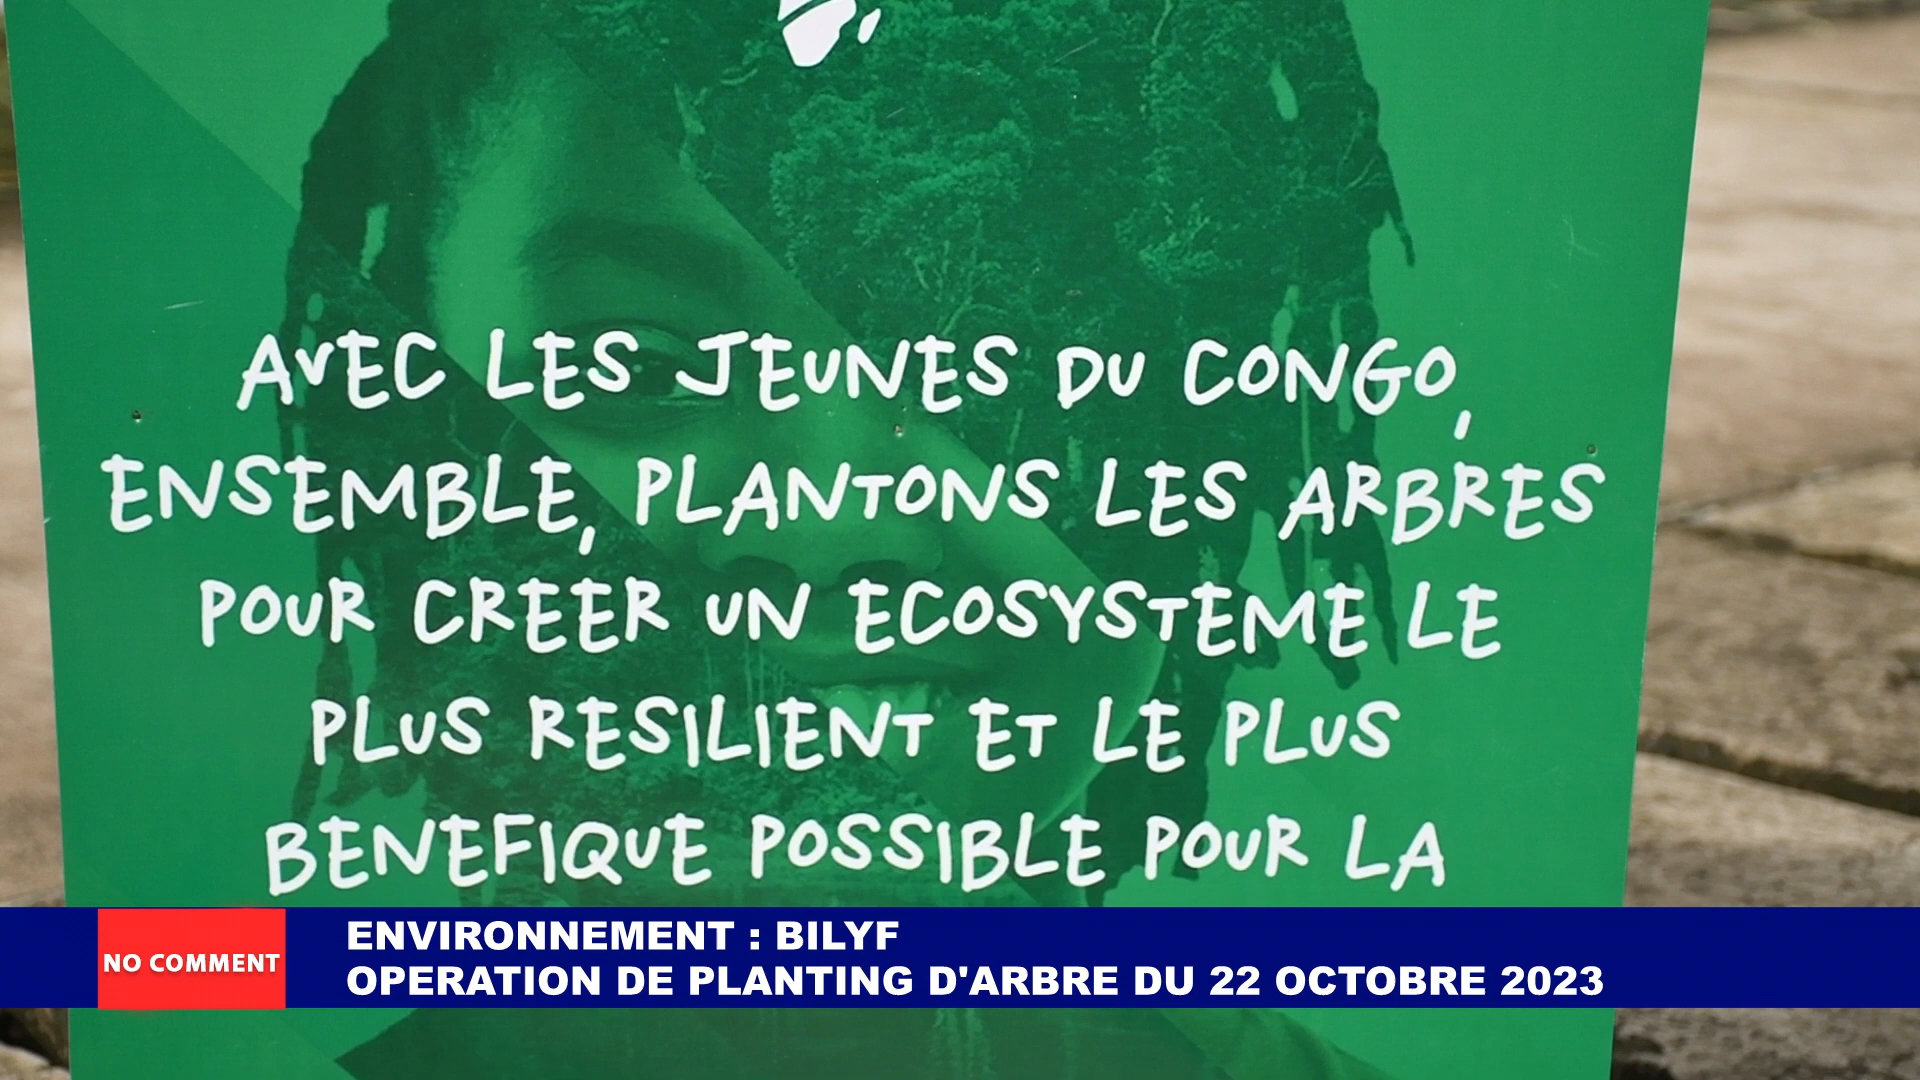 AVEC LES JEUNES DU CONGO,
ENSEMBLE, PLANTONS LES ARBRES
POUR CREER UN ECOSYSTEME LE
PLUS RESILIENT ET LE PLUS
BENEFIQUE POSSIBLE POUR LA
NO COMMENT
ENVIRONNEMENT : BILYF
OPERATION DE PLANTING D'ARBRE DU 22 OCTOBRE 2023